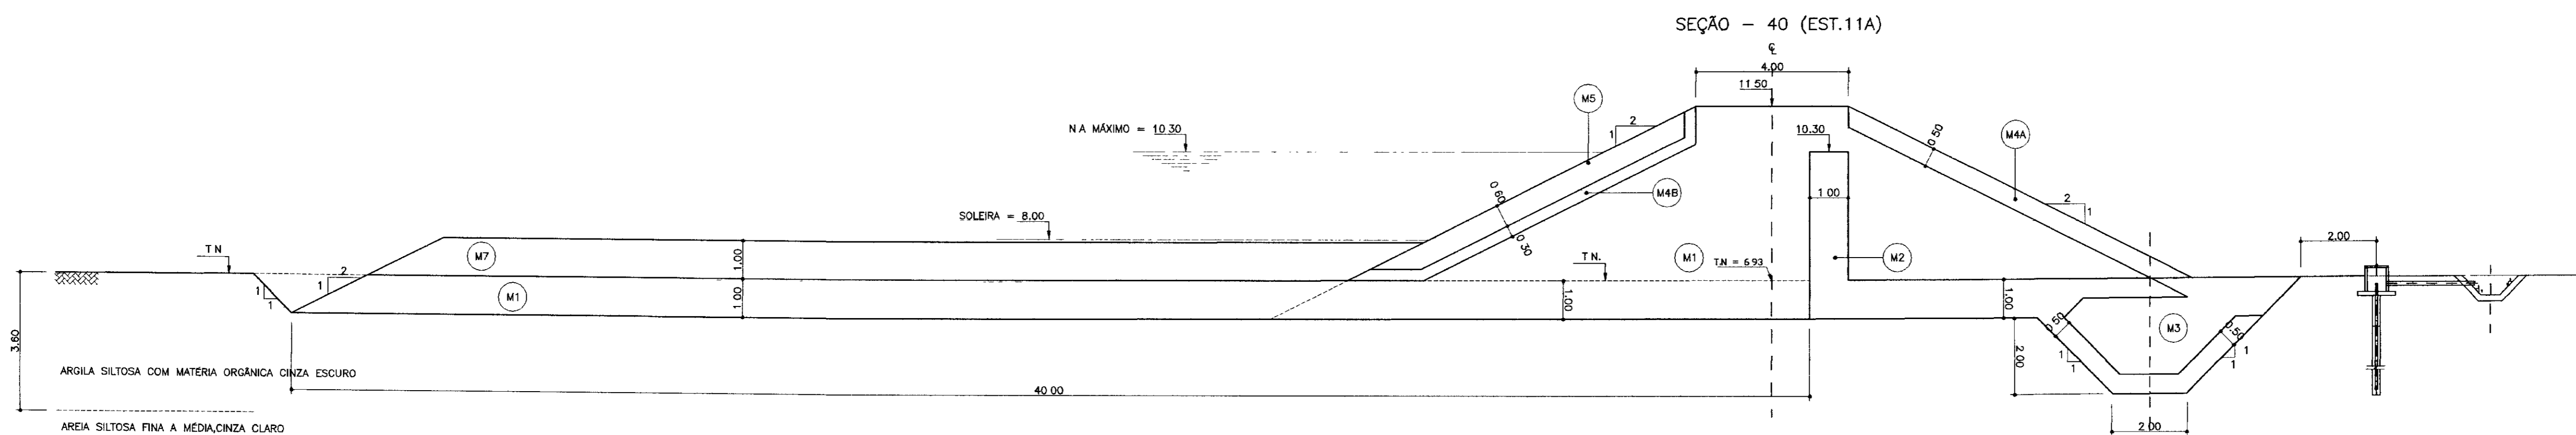 SEÇÃO - 40 (EST.11A)
℄
4.00
11 50
M5
2
1
N A MÁXIMO = 10 30
10.30
0.50
M4A
M4B
0 60
0 30
1 00
2
1
SOLEIRA = 8.00
T N
M7
1.00
T N.
M1
T.N = 6 93
M2
2.00
2
1
1
1
M1
1 00
1.00
1.00
3.60
0.50
M3
0.50
1
1
1
1
2.00
ARGILA SILTOSA COM MATÉRIA ORGÂNICA CINZA ESCURO
40 00
AREIA SILTOSA FINA A MÉDIA,CINZA CLARO
2 00